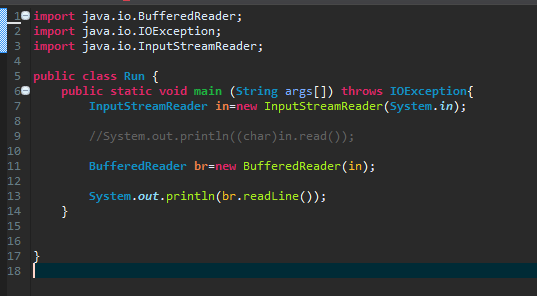 1 import java.io.BufferedReader;
2 import java.io.IOException;
3 import java.io.InputStreamReader;
4
5 public class Run {
6     public static void main (String args[]) throws IOException{
7         InputStreamReader in=new InputStreamReader(System.in);
8
9         //System.out.println((char)in.read());
10
11         BufferedReader br=new BufferedReader(in);
12
13         System.out.println(br.readLine());
14     }
15
16
17 }
18